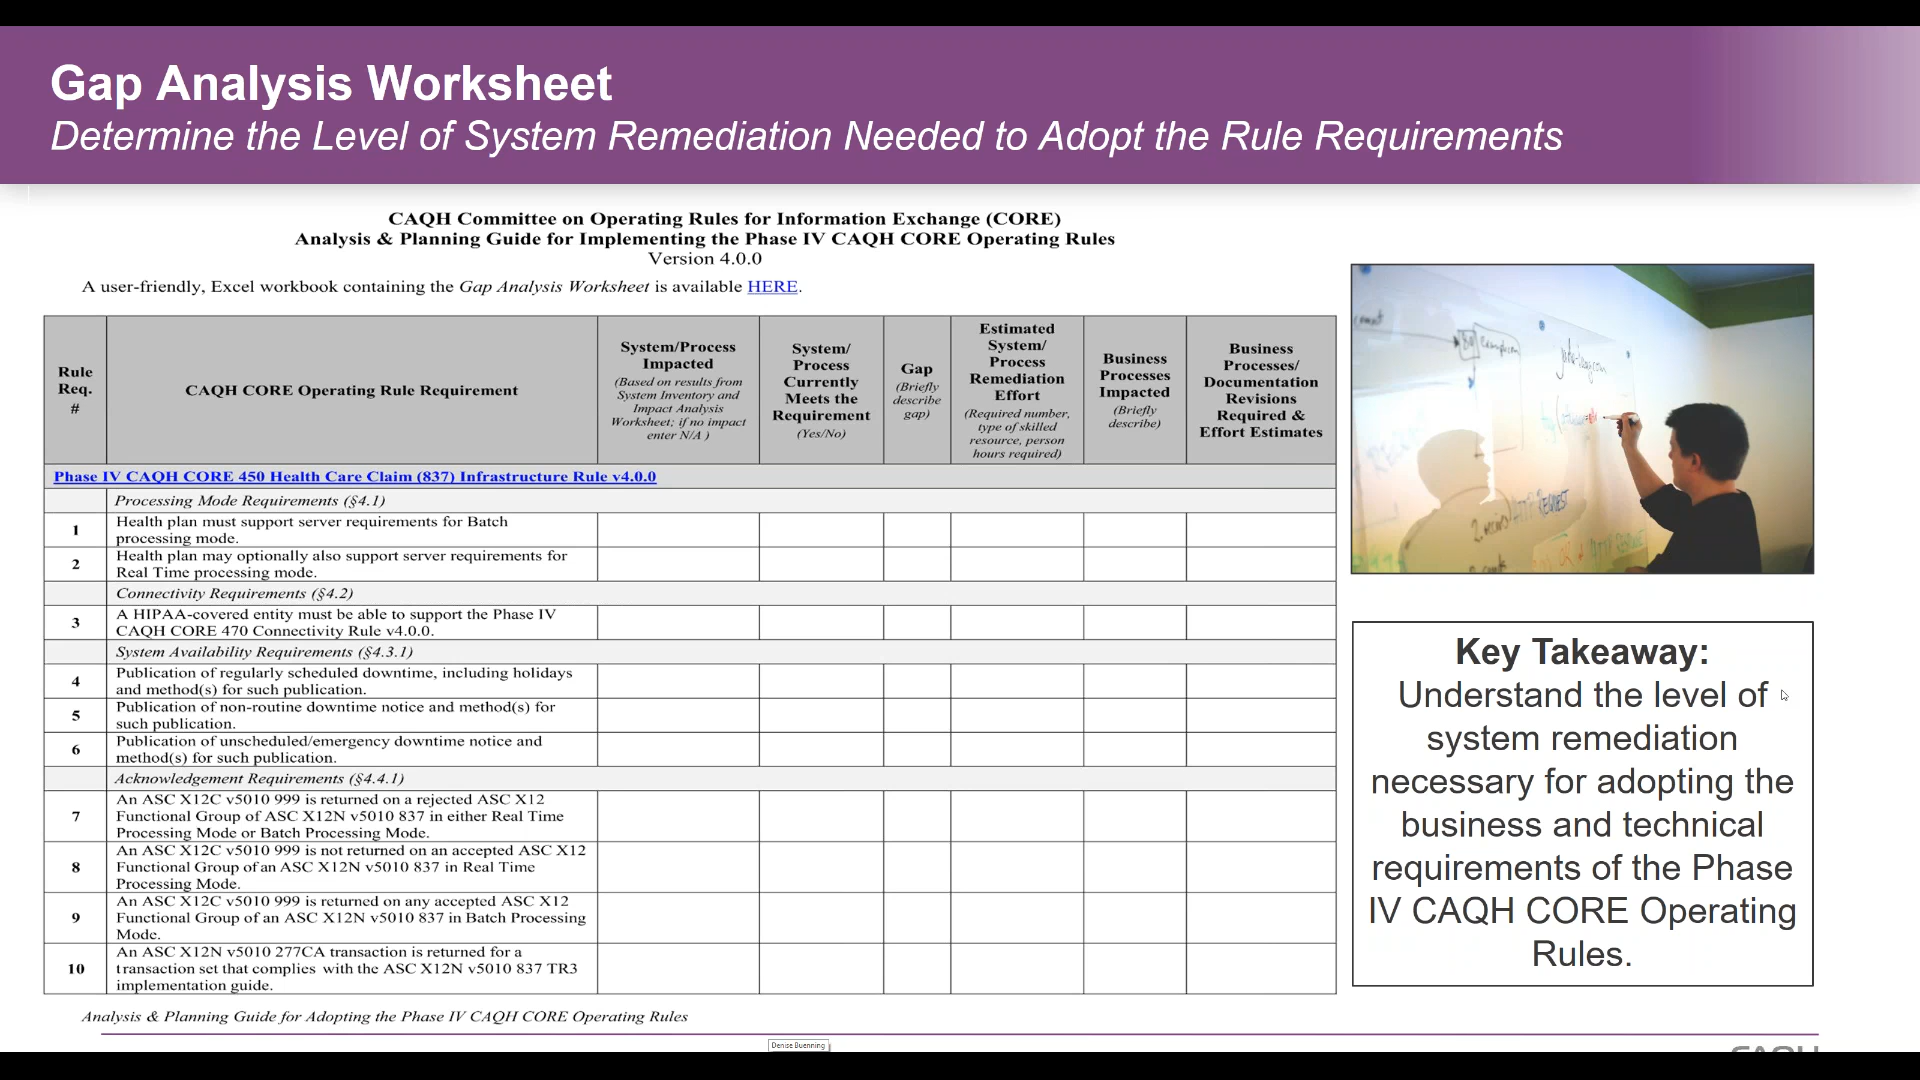 Gap Analysis Worksheet
Determine the Level of System Remediation Needed to Adopt the Rule Requirements
CAQH Committee on Operating Rules for Information Exchange (CORE)
Analysis & Planning Guide for Implementing the Phase IV CAQH CORE Operating Rules
Version 4.0.0
A user-friendly, Excel workbook containing the Gap Analysis Worksheet is available HERE.
Rule
Req.
#
CAQH CORE Operating Rule Requirement
System/Process
Impacted
(Based on results from
System Inventory and
Impact Analysis
Worksheet; if no impact
enter N/A )
System/
Process
Currently
Meets the
Requirement
(Yes/No)
Gap
(Briefly
describe
gap)
Estimated
System/
Process
Remediation
Effort
(Required number,
type of skilled
resource, person
hours required)
Business
Processes
Impacted
(Briefly
describe)
Business
Processes/
Documentation
Revisions
Required &
Effort Estimates
Phase IV CAQH CORE 450 Health Care Claim (837) Infrastructure Rule v4.0.0
Processing Mode Requirements (§4.1)
1
Health plan must support server requirements for Batch
processing mode.
2
Health plan may optionally also support server requirements for
Real Time processing mode.
Connectivity Requirements (§4.2)
3
A HIPAA-covered entity must be able to support the Phase IV
CAQH CORE 470 Connectivity Rule v4.0.0.
System Availability Requirements (§4.3.1)
4
Publication of regularly scheduled downtime, including holidays
and method(s) for such publication.
5
Publication of non-routine downtime notice and method(s) for
such publication.
6
Publication of unscheduled/emergency downtime notice and
method(s) for such publication.
Acknowledgement Requirements (§4.4.1)
7
An ASC X12C v5010 999 is returned on a rejected ASC X12
Functional Group of ASC X12N v5010 837 in either Real Time
Processing Mode or Batch Processing Mode.
8
An ASC X12C v5010 999 is not returned on an accepted ASC X12
Functional Group of an ASC X12N v5010 837 in Real Time
Processing Mode.
9
An ASC X12C v5010 999 is returned on any accepted ASC X12
Functional Group of an ASC X12N v5010 837 in Batch Processing
Mode.
10
An ASC X12N v5010 277CA transaction is returned for a
transaction set that complies with the ASC X12N v5010 837 TR3
implementation guide.
Analysis & Planning Guide for Adopting the Phase IV CAQH CORE Operating Rules
Key Takeaway:
Understand the level of
system remediation
necessary for adopting the
business and technical
requirements of the Phase
IV CAQH CORE Operating
Rules.
Denise Buenning